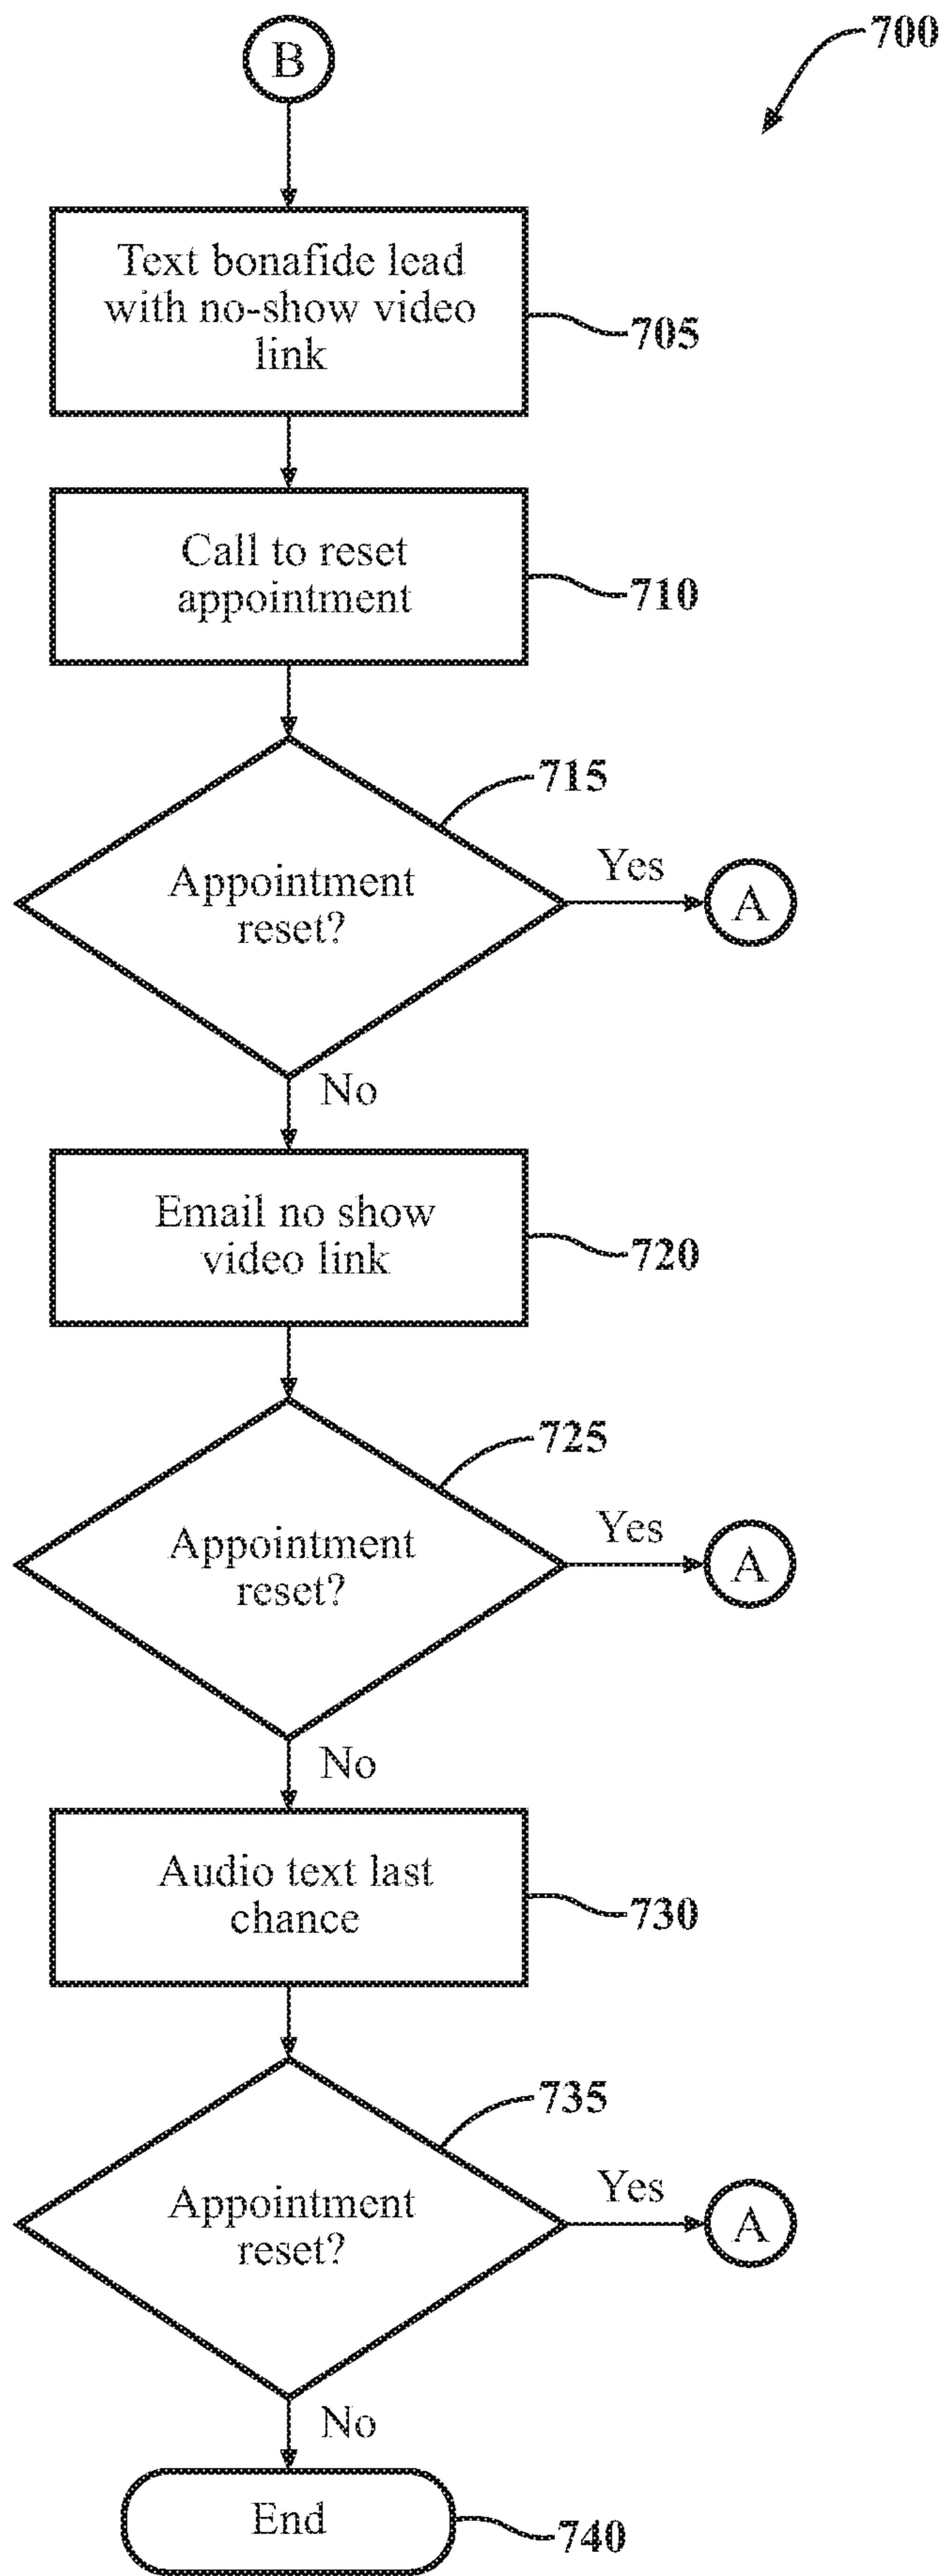 B
700
Text bonafide lead
with no-show video
link
705
Call to reset
appointment
710
715
Appointment
reset?
Yes
A
No
Email no show
video link
720
725
Appointment
reset?
Yes
A
No
Audio text last
chance
730
735
Appointment
reset?
Yes
A
No
End
740